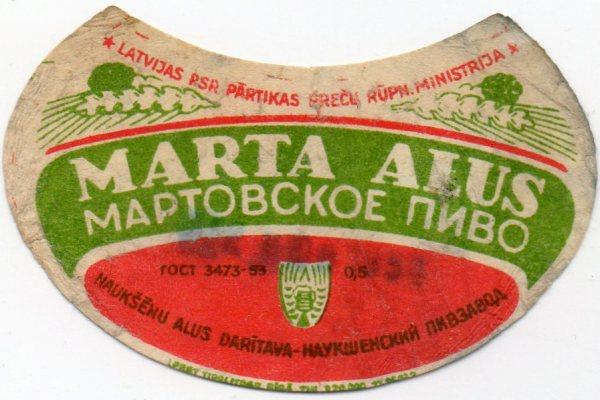 ★ LATVIJAS PSR PĀRTIKAS PREČU RŪPN. MINISTRIJA ★
MARTA ALUS
МАРТОВСКОЕ ПИВО
ГОСТ 3473-53 0,5
NAUKŠĒNU ALUS DARĪTAVA-НАУКШЕНСКИЙ ПИВЗАВОД
RĪGĀ